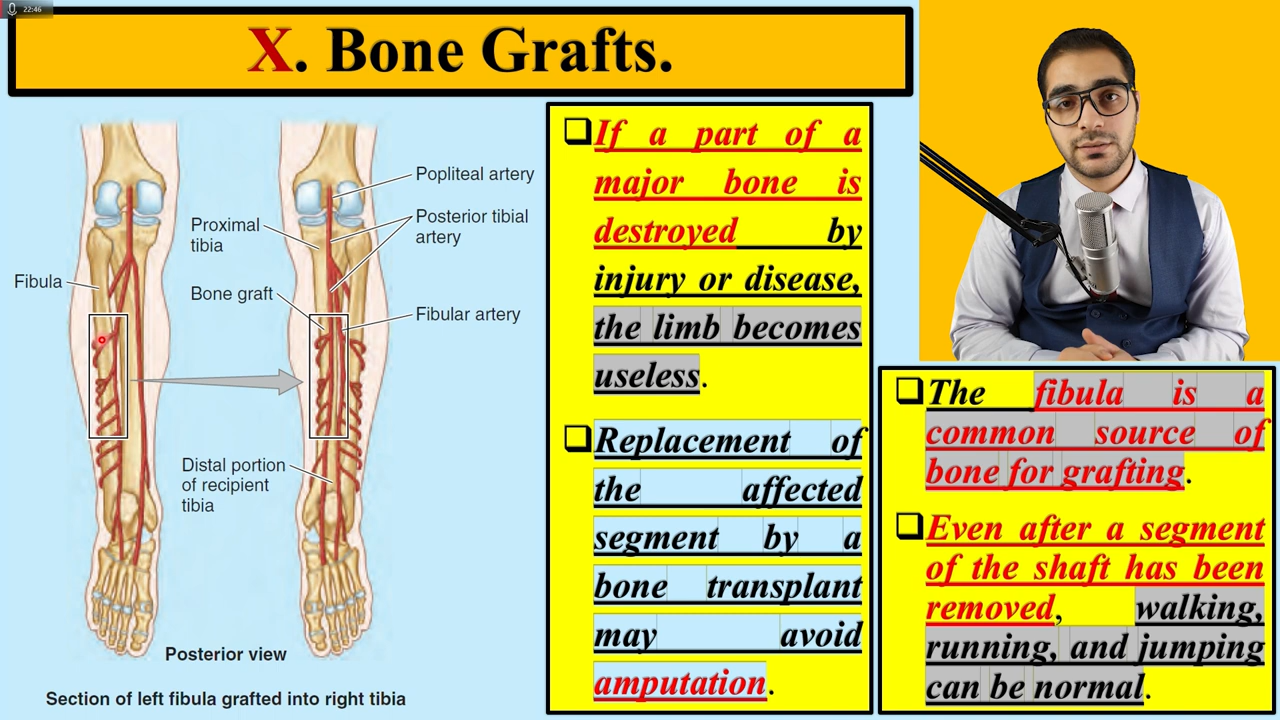 22:46
X. Bone Grafts.
Popliteal artery
Posterior tibial
artery
Proximal
tibia
Fibula
Bone graft
Fibular artery
Distal portion
of recipient
tibia
Posterior view
Section of left fibula grafted into right tibia
❑If a part of a
major bone is
destroyed by
injury or disease,
the limb becomes
useless.
❑Replacement of
the affected
segment by a
bone transplant
may avoid
amputation.
❑The fibula is a
common source of
bone for grafting.
❑Even after a segment
of the shaft has been
removed, walking,
running, and jumping
can be normal.